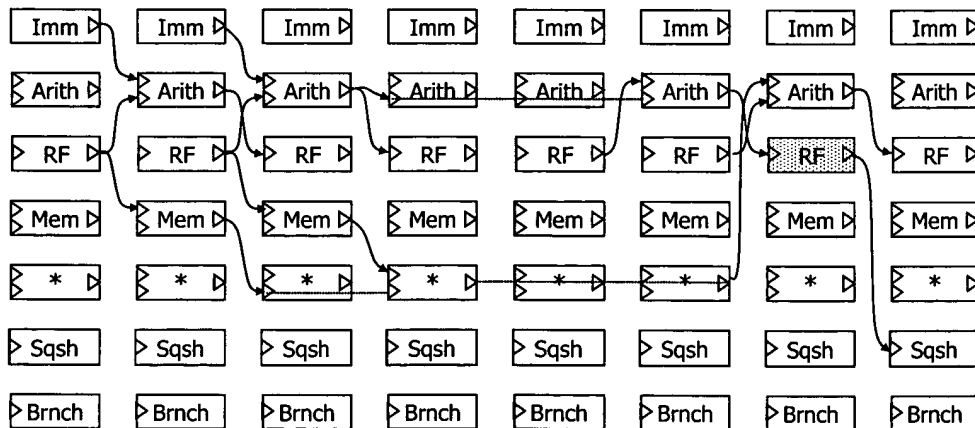 Imm Imm Imm Imm Imm Imm Imm Imm
Arith Arith Arith Arith Arith Arith Arith Arith
RF RF RF RF RF RF RF RF
Mem Mem Mem Mem Mem Mem Mem Mem
* * * * * * * *
Sqsh Sqsh Sqsh Sqsh Sqsh Sqsh Sqsh Sqsh
Brnch Brnch Brnch Brnch Brnch Brnch Brnch Brnch